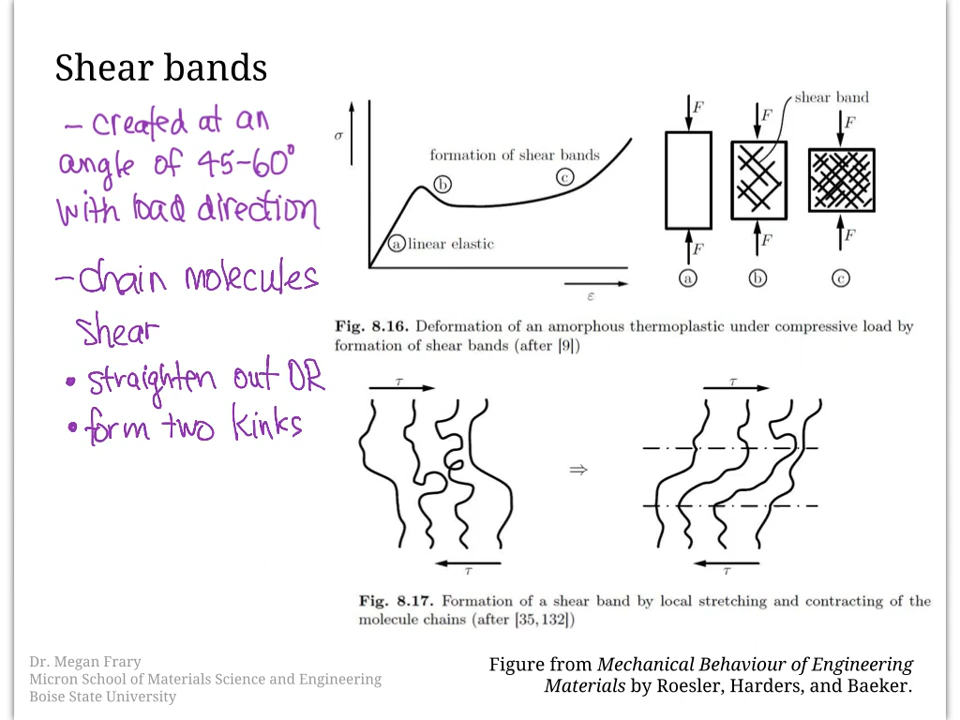 Shear bands
- created at an
angle of 45-60°
with load direction
- chain molecules
shear
• straighten out OR
• form two kinks
σ
formation of shear bands
b
c
a linear elastic
ε
shear band
F
F
F
F
F
F
a
b
c
Fig. 8.16. Deformation of an amorphous thermoplastic under compressive load by
formation of shear bands (after [9])
τ
τ
⇒
τ
τ
Fig. 8.17. Formation of a shear band by local stretching and contracting of the
molecule chains (after [35, 132])
Dr. Megan Frary
Micron School of Materials Science and Engineering
Boise State University
Figure from Mechanical Behaviour of Engineering
Materials by Roesler, Harders, and Baeker.